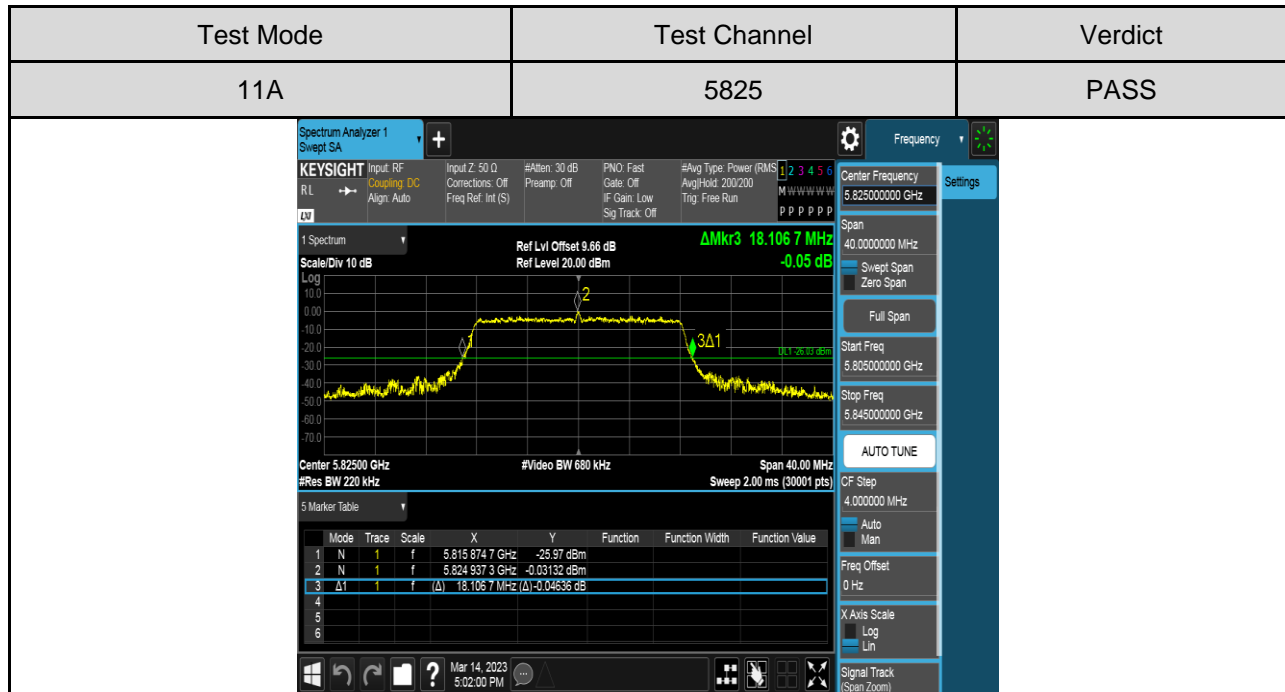 Test Mode Test Channel Verdict
11A 5825 PASS
Spectrum Analyzer 1
Swept SA
+
Frequency
KEYSIGHT Input: RF Input Z: 50 Ω #Atten: 30 dB PNO: Fast #Avg Type: Power (RMS 1 2 3 4 5 6
RL Coupling: DC Corrections: Off Preamp: Off Gate: Off Avg|Hold: 200/200 M W W W W W
Align: Auto Freq Ref: Int (S) IF Gain: Low Trig: Free Run
LXI Sig Track: Off P P P P P P
1 Spectrum Ref Lvl Offset 9.66 dB ΔMkr3 18.106 7 MHz
Scale/Div 10 dB Ref Level 20.00 dBm -0.05 dB
Log
10.0
0.00
-10.0
-20.0
-30.0
-40.0
-50.0
-60.0
-70.0
2
1
3Δ1
DL1 -26.03 dBm
Center 5.82500 GHz #Video BW 680 kHz Span 40.00 MHz
#Res BW 220 kHz Sweep 2.00 ms (30001 pts)
5 Marker Table
Mode Trace Scale X Y Function Function Width Function Value
1 N 1 f 5.815 874 7 GHz -25.97 dBm
2 N 1 f 5.824 937 3 GHz -0.03132 dBm
3 Δ1 1 f (Δ) 18.106 7 MHz (Δ) -0.04636 dB
4
5
6
? Mar 14, 2023
5:02:00 PM
Center Frequency
5.825000000 GHz
Settings
Span
40.0000000 MHz
Swept Span
Zero Span
Full Span
Start Freq
5.805000000 GHz
Stop Freq
5.845000000 GHz
AUTO TUNE
CF Step
4.000000 MHz
Auto
Man
Freq Offset
0 Hz
X Axis Scale
Log
Lin
Signal Track
(Span Zoom)